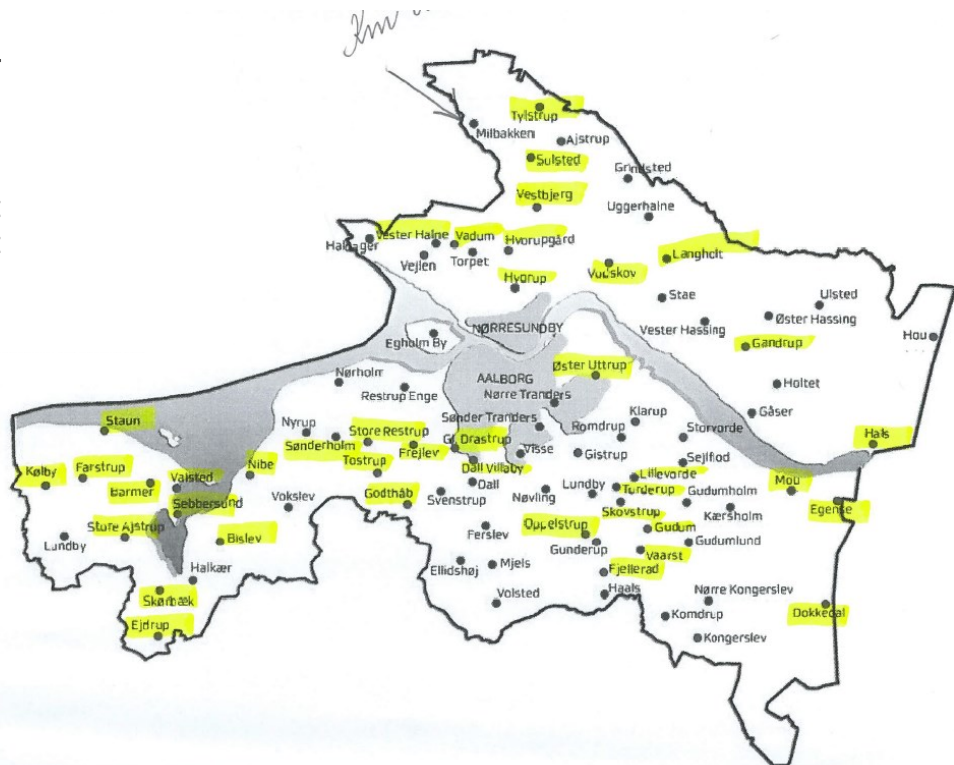 Km
Tylstrup
Milbakken
Ajstrup
Sulsted
Grindsted
Vestbjerg
Uggerhalne
Vester Halne
Vadum
Hvorupgård
Halvager
Vejlen
Torpet
Langholt
Hvorup
Vodskov
Stae
Ulsted
Øster Hassing
Vester Hassing
NØRRESUNDBY
Egholm By
Hou
Gandrup
Øster Uttrup
Nørholm
AALBORG
Restrup Enge
Nørre Tranders
Holtet
Klarup
Gåser
Staun
Nyrup
Store Restrup
Sønder Tranders
Sønderholm
Drastrup
Romdrup
Storvorde
Frejlev
Visse
Hals
Kølby
Farstrup
Nibe
Tostrup
Dall Villaby
Gistrup
Sejlflod
Valsted
Barmer
Dall
Lillevorde
Mou
Godthåb
Lundby
Tørderup
Sebbersund
Vokslev
Svenstrup
Nøvling
Gudumholm
Skovstrup
Kærsholm
Egense
Store Ajstrup
Oppelstrup
Gudum
Lundby
Bislev
Ferslev
Gunderup
Gudumlund
Vaarst
Halkær
Ellidshøj
Mjels
Fjellerad
Skørbæk
Volsted
Haals
Nørre Kongerslev
Ejdrup
Komdrup
Dokkedal
Kongerslev